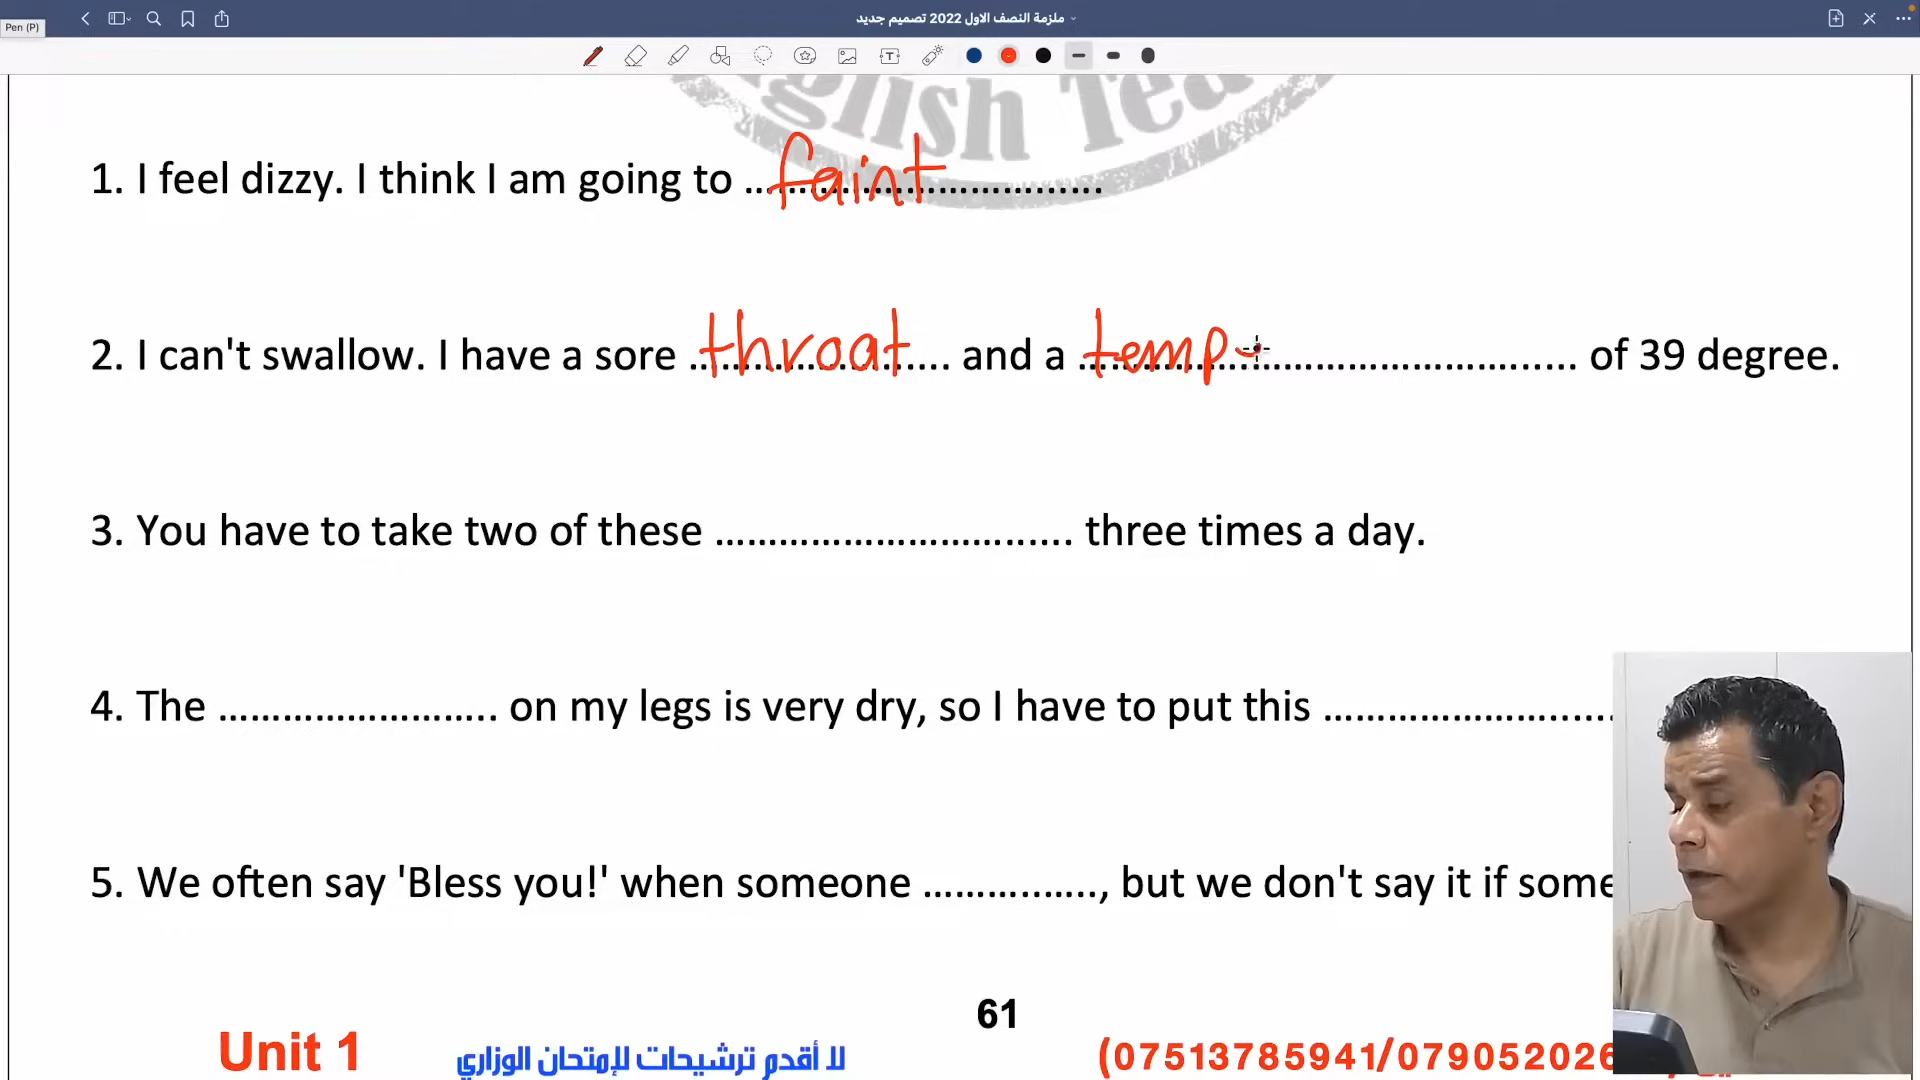 Pen (P)
ملزمة النصف الاول 2022 تصميم جديد
English Tea
1. I feel dizzy. I think I am going to ... faint ...
2. I can't swallow. I have a sore ... throat ... and a ... temp ... of 39 degree.
3. You have to take two of these ................................ three times a day.
4. The .......................... on my legs is very dry, so I have to put this ..........................
5. We often say 'Bless you!' when someone ................, but we don't say it if some
61
Unit 1 لا أقدم ترشيحات للإمتحان الوزاري (07513785941/079052026